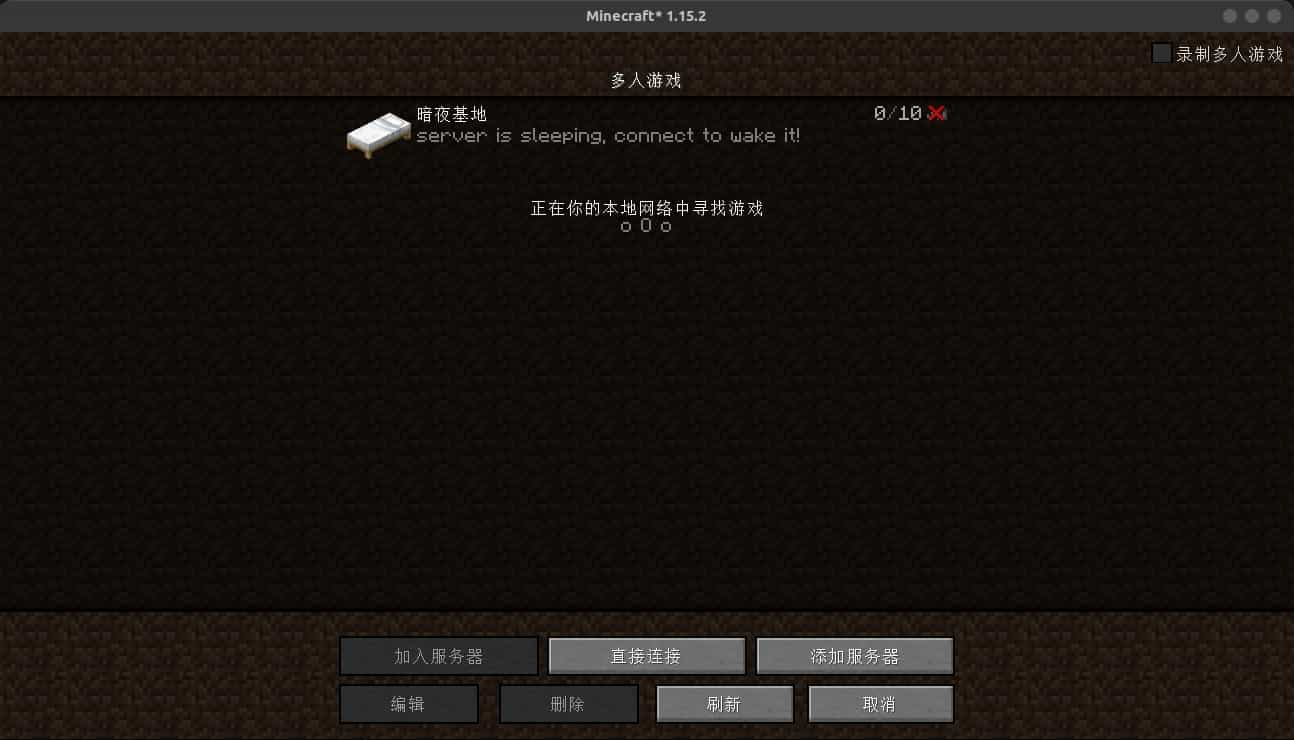 Minecraft* 1.15.2
录制多人游戏
多人游戏
暗夜基地
0/10
server is sleeping, connect to wake it!
正在你的本地网络中寻找游戏
o O o
加入服务器
直接连接
添加服务器
编辑
删除
刷新
取消